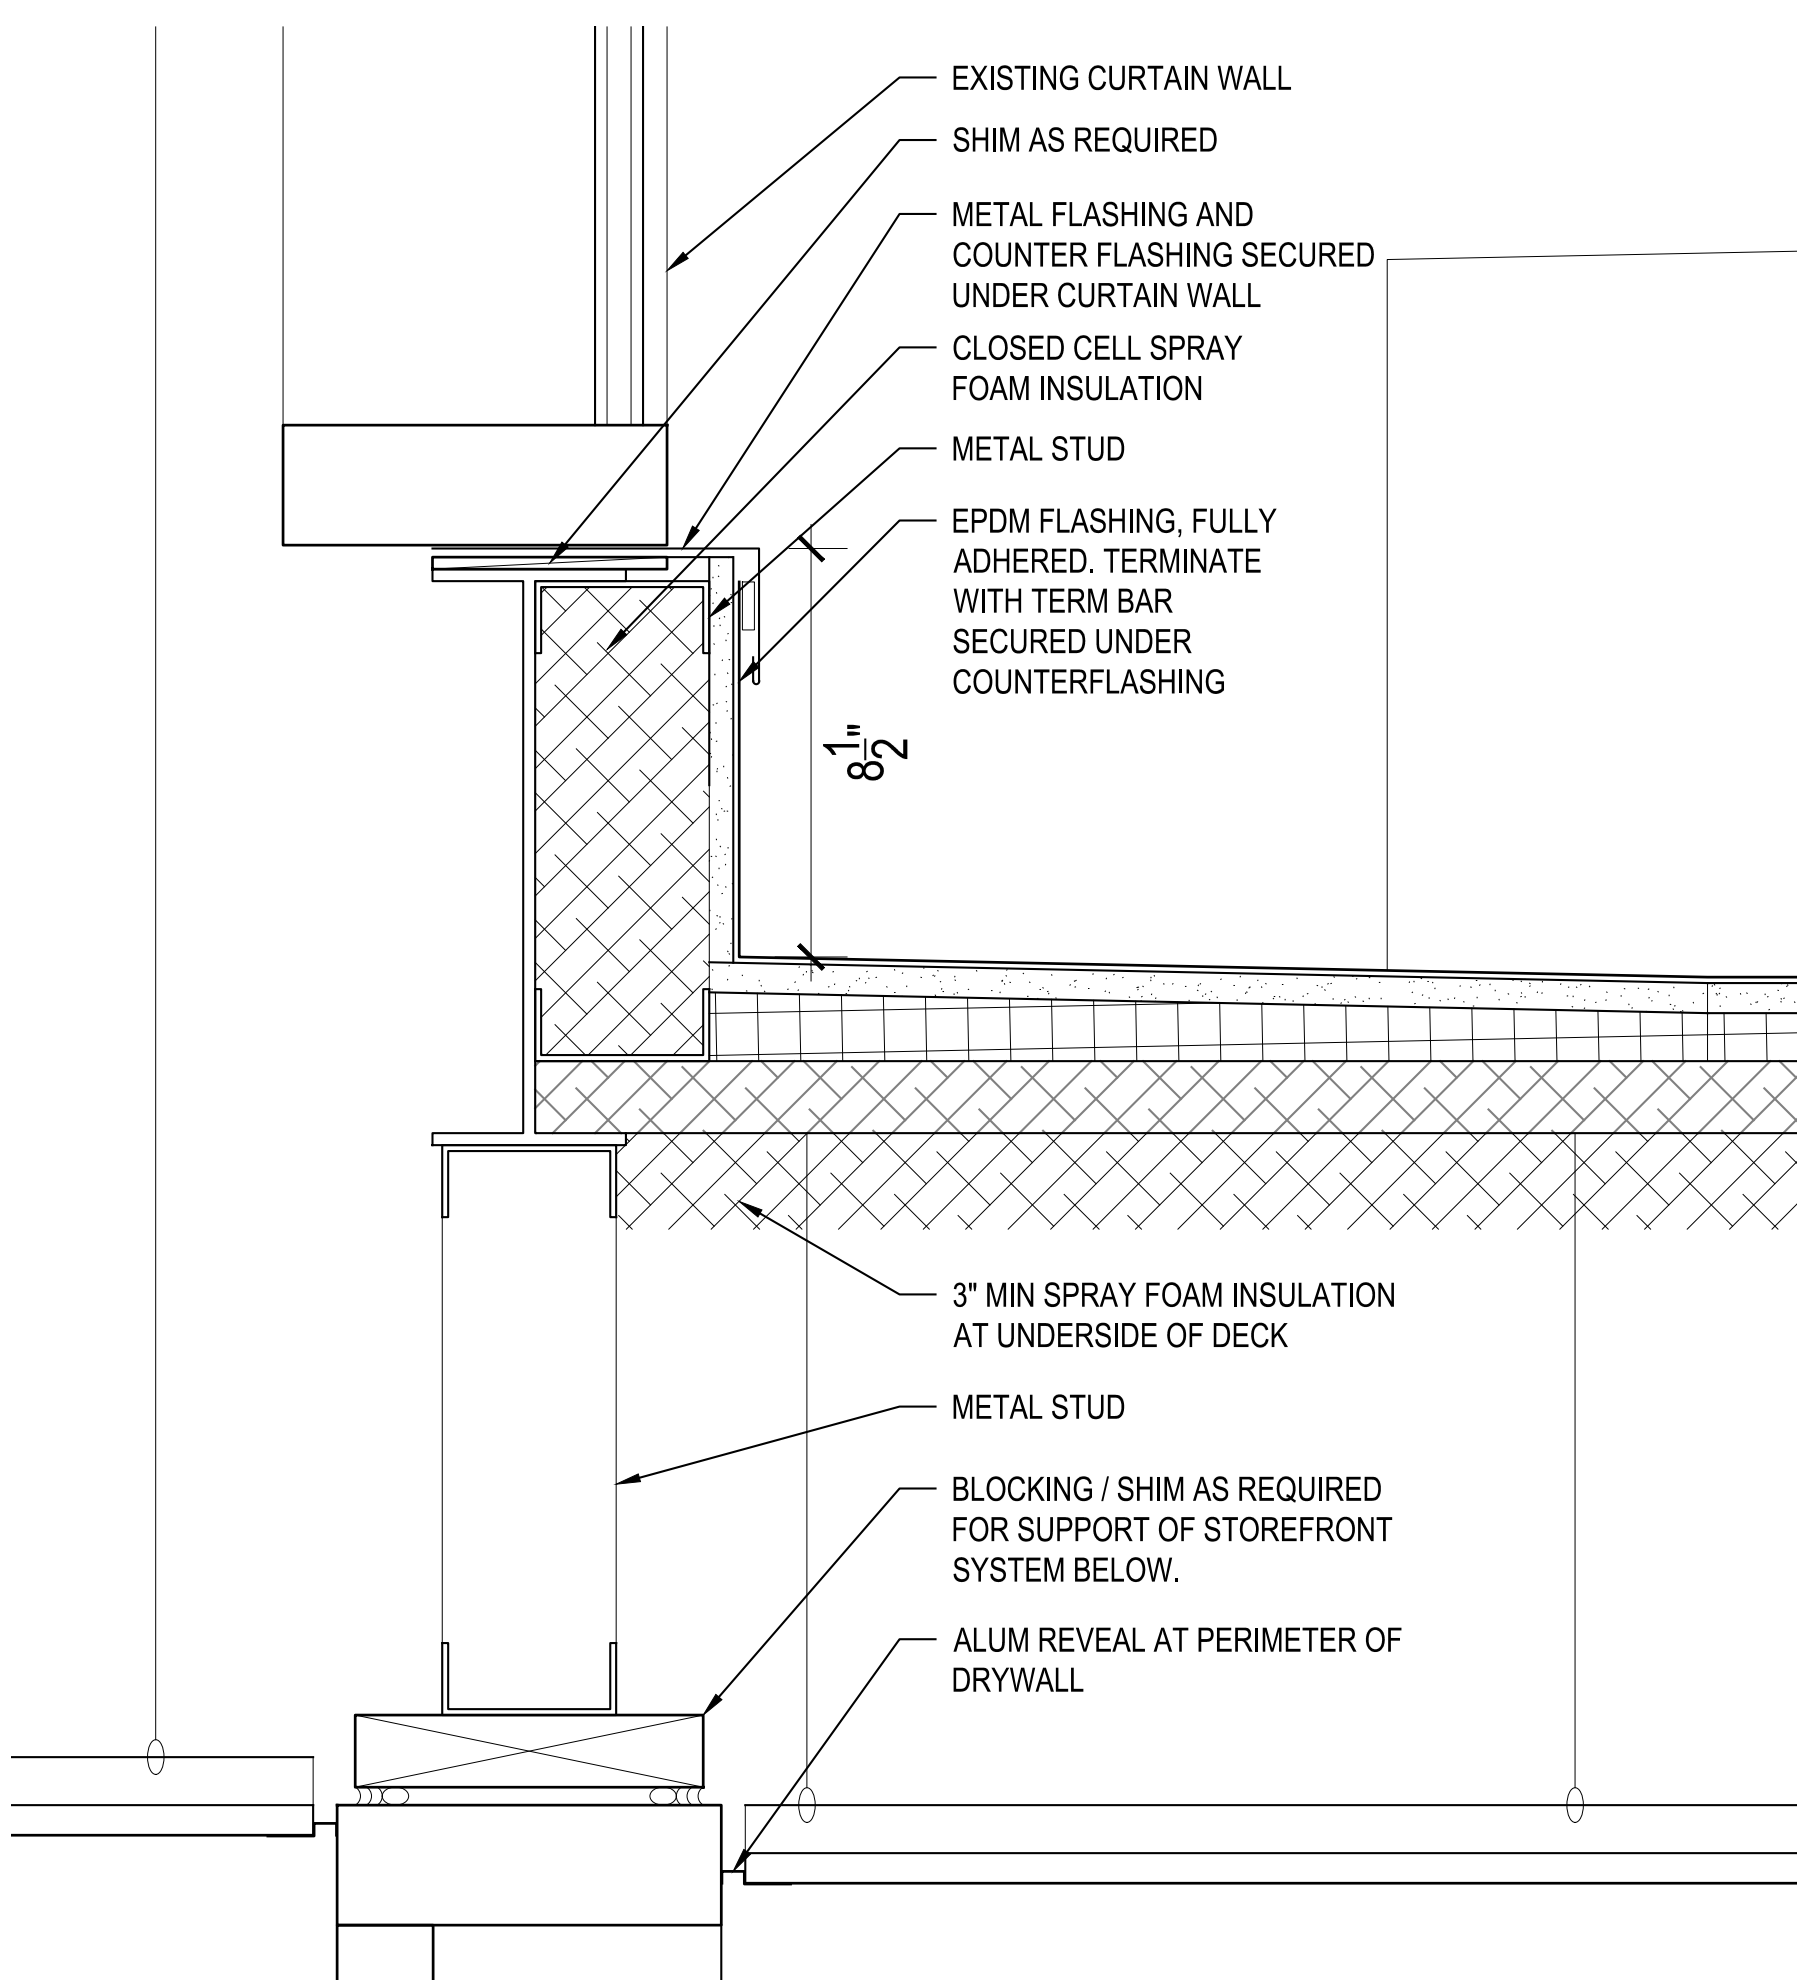 EXISTING CURTAIN WALL
SHIM AS REQUIRED
METAL FLASHING AND
COUNTER FLASHING SECURED
UNDER CURTAIN WALL
CLOSED CELL SPRAY
FOAM INSULATION
METAL STUD
EPDM FLASHING, FULLY
ADHERED. TERMINATE
WITH TERM BAR
SECURED UNDER
COUNTERFLASHING
8 1/2"
3" MIN SPRAY FOAM INSULATION
AT UNDERSIDE OF DECK
METAL STUD
BLOCKING / SHIM AS REQUIRED
FOR SUPPORT OF STOREFRONT
SYSTEM BELOW.
ALUM REVEAL AT PERIMETER OF
DRYWALL